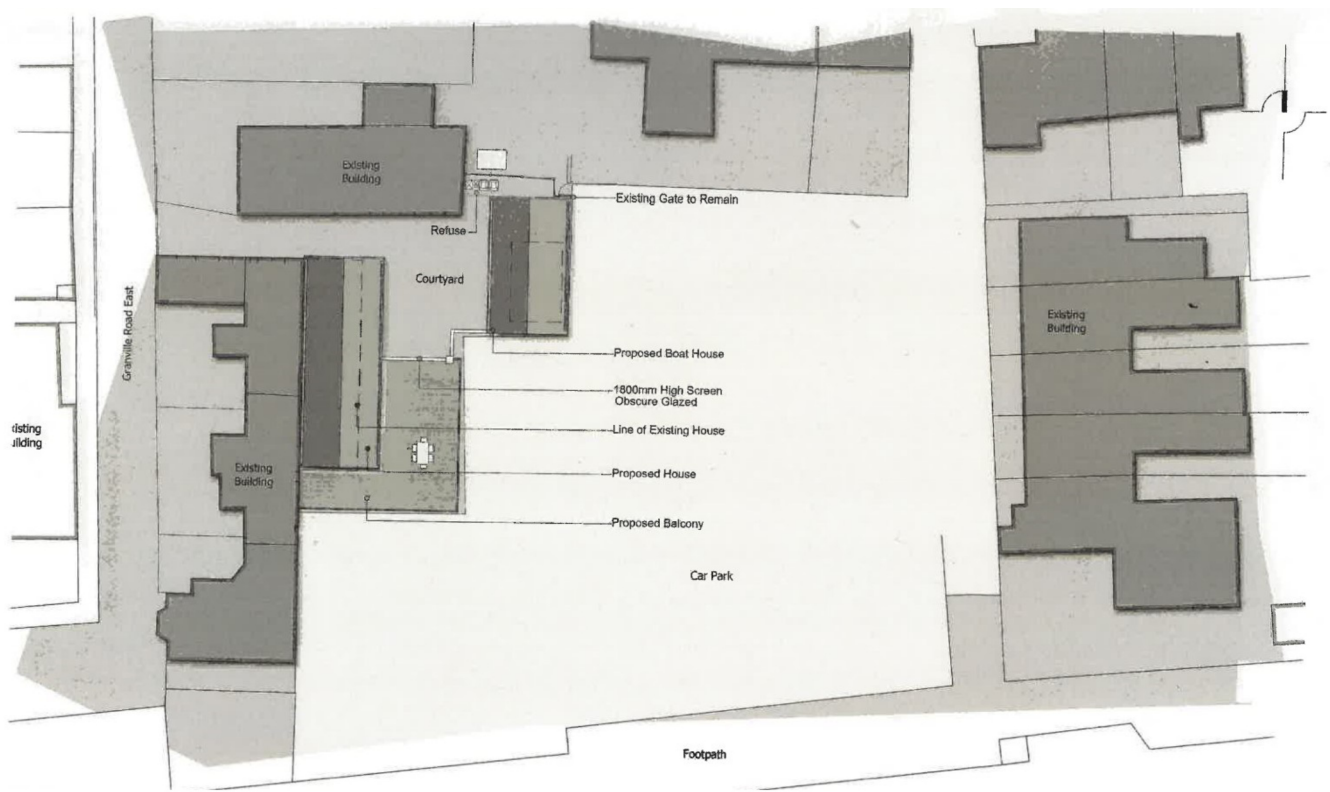 Existing
Building
Existing Gate to Remain
Refuse
Courtyard
Granville Road East
Existing
Building
Proposed Boat House
1800mm High Screen
Obscure Glazed
Line of Existing House
xisting
uilding
Existing
Building
Proposed House
Proposed Balcony
Car Park
Footpath